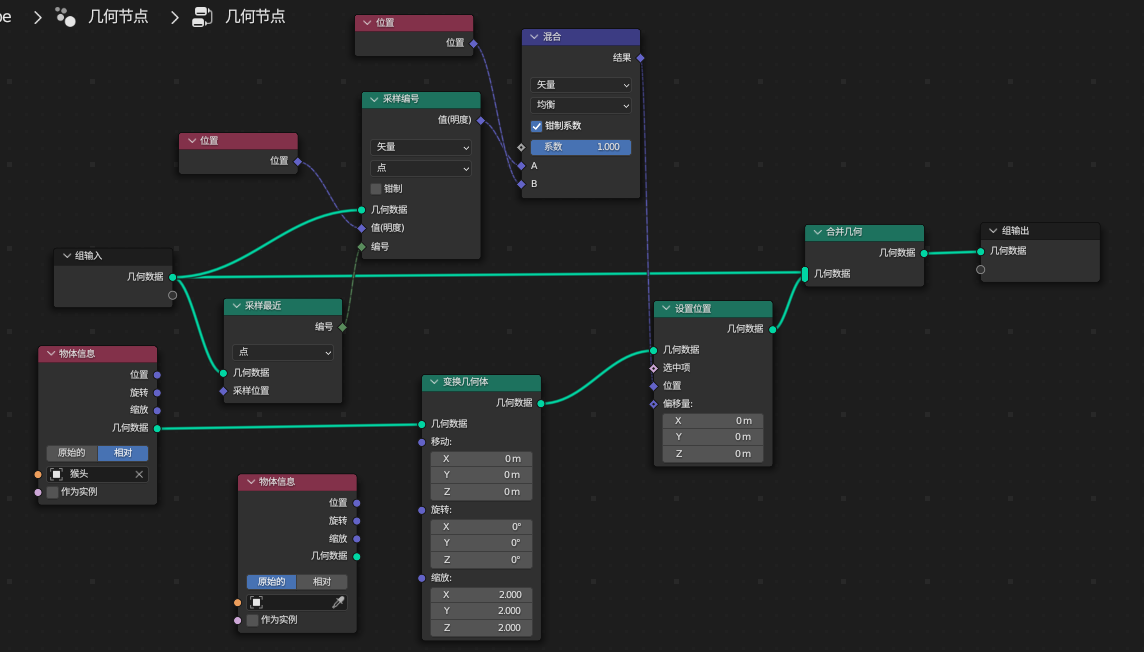 pe > 几何节点 > 几何节点
位置
位置
混合
结果
矢量
均衡
钳制系数
系数 1.000
A
B
采样编号
值(明度)
矢量
点
钳制
几何数据
值(明度)
编号
位置
位置
组输入
几何数据
采样最近
编号
点
几何数据
采样位置
物体信息
位置
旋转
缩放
几何数据
原始的 相对
猴头
作为实例
物体信息
位置
旋转
缩放
几何数据
原始的 相对
作为实例
变换几何体
几何数据
几何数据
移动:
X 0 m
Y 0 m
Z 0 m
旋转:
X 0°
Y 0°
Z 0°
缩放:
X 2.000
Y 2.000
Z 2.000
设置位置
几何数据
几何数据
选中项
位置
偏移量:
X 0 m
Y 0 m
Z 0 m
合并几何
几何数据
几何数据
组输出
几何数据